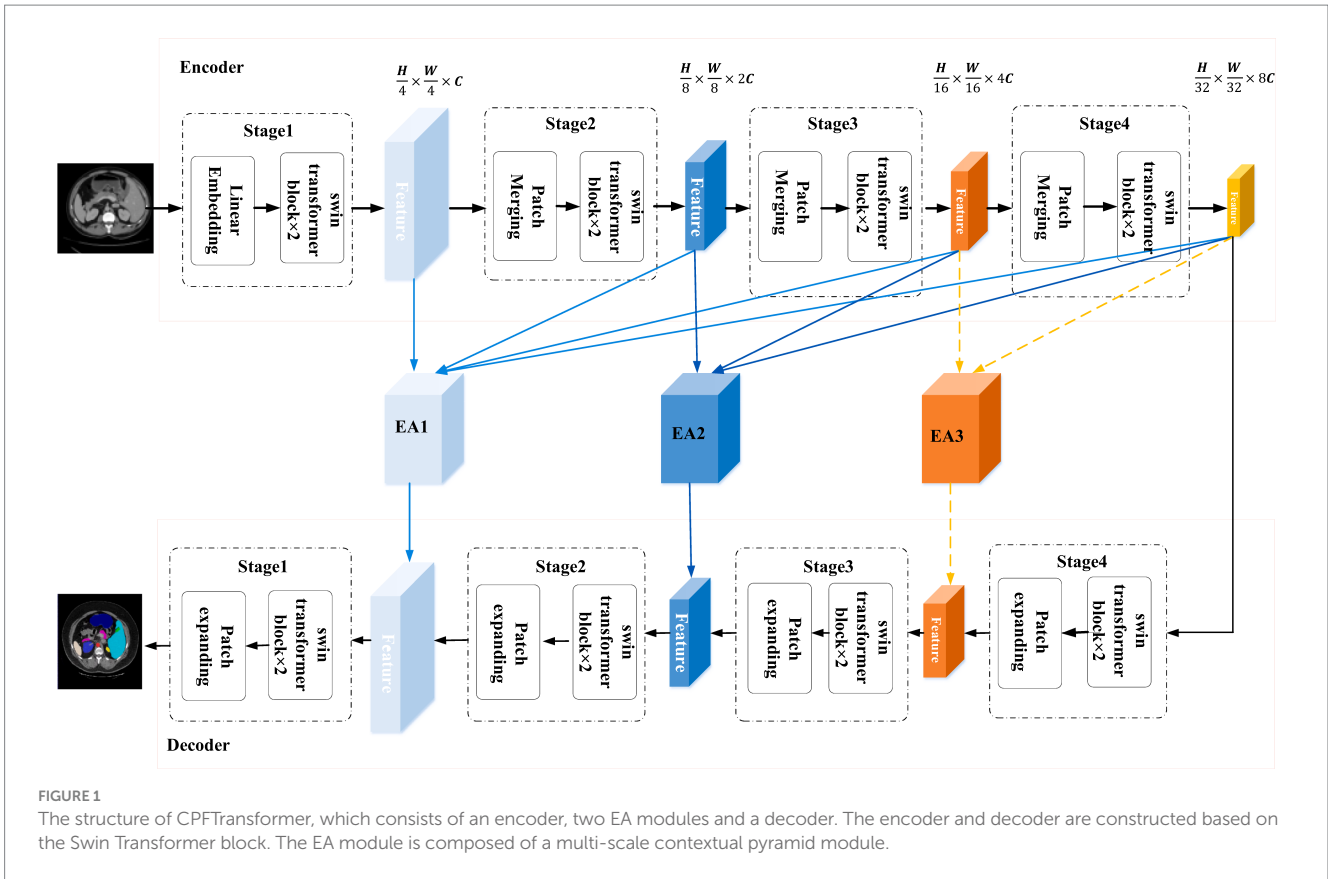 Encoder
H/4 × W/4 × C
H/8 × W/8 × 2C
H/16 × W/16 × 4C
H/32 × W/32 × 8C
Stage1
Linear
Embedding
swin
transformer
block×2
Feature
Stage2
Patch
Merging
swin
transformer
block×2
Feature
Stage3
Patch
Merging
swin
transformer
block×2
Feature
Stage4
Patch
Merging
swin
transformer
block×2
Feature
EA1
EA2
EA3
Stage1
Patch
expanding
swin
transformer
block×2
Feature
Stage2
Patch
expanding
swin
transformer
block×2
Feature
Stage3
Patch
expanding
swin
transformer
block×2
Feature
Stage4
Patch
expanding
swin
transformer
block×2
Decoder
FIGURE 1
The structure of CPFTransformer, which consists of an encoder, two EA modules and a decoder. The encoder and decoder are constructed based on
the Swin Transformer block. The EA module is composed of a multi-scale contextual pyramid module.